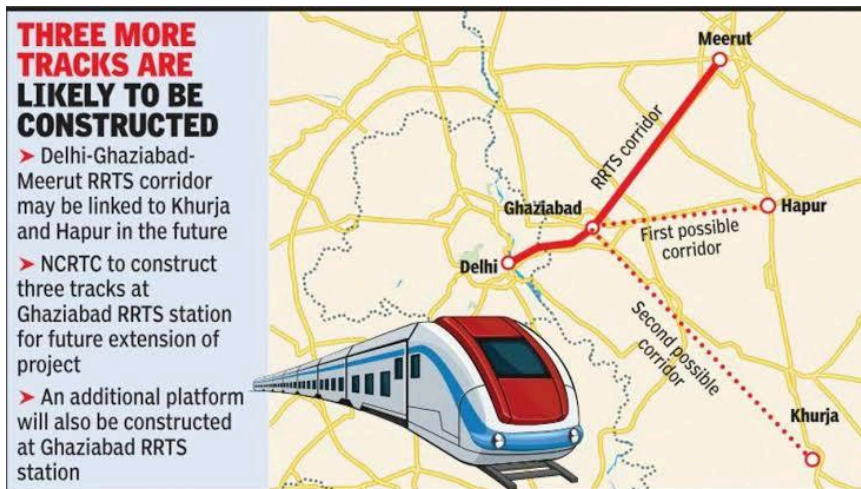 THREE MORE
TRACKS ARE
LIKELY TO BE
CONSTRUCTED
➤ Delhi-Ghaziabad-
Meerut RRTS corridor
may be linked to Khurja
and Hapur in the future
➤ NCRTC to construct
three tracks at
Ghaziabad RRTS station
for future extension of
project
➤ An additional platform
will also be constructed
at Ghaziabad RRTS
station
Meerut
RRTS corridor
Ghaziabad
Hapur
First possible
corridor
Delhi
Second possible
corridor
Khurja